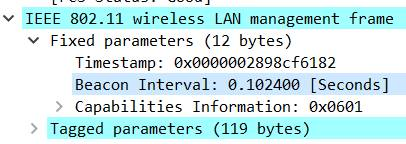 IEEE 802.11 wireless LAN management frame
Fixed parameters (12 bytes)
Timestamp: 0x0000002898cf6182
Beacon Interval: 0.102400 [Seconds]
Capabilities Information: 0x0601
Tagged parameters (119 bytes)